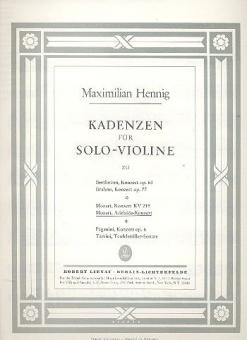 Maximilian Hennig
KADENZEN
FÜR
SOLO-VIOLINE
ZU
Beethoven, Konzert op. 61
Brahms, Konzert op. 77
Mozart, Konzert KV 219
Mozart, Adelaide-Konzert
Paganini, Konzert op. 6
Tartini, Teufelstriller-Sonate
ROBERT LIENAU · BERLIN-LICHTERFELDE